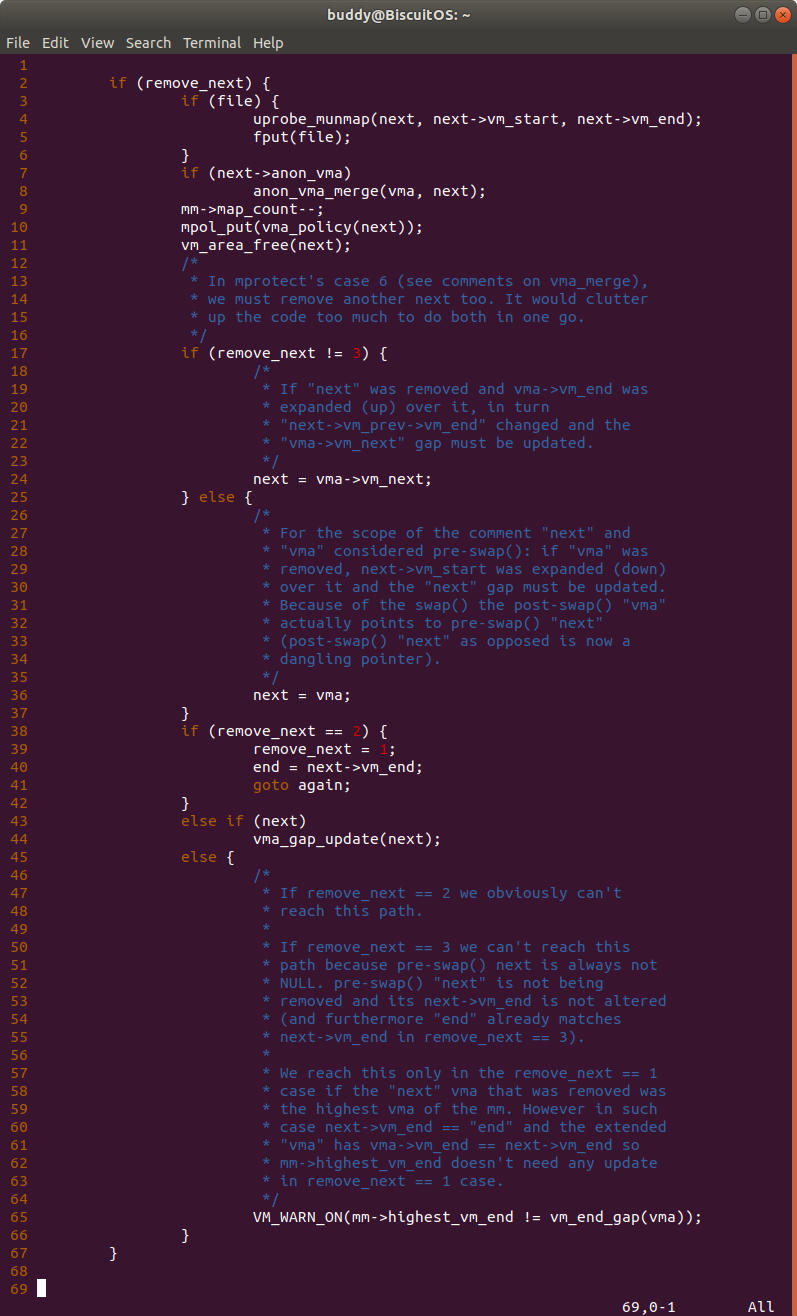 buddy@BiscuitOS: ~
File Edit View Search Terminal Help
1
2         if (remove_next) {
3                 if (file) {
4                         uprobe_munmap(next, next->vm_start, next->vm_end);
5                         fput(file);
6                 }
7                 if (next->anon_vma)
8                         anon_vma_merge(vma, next);
9                 mm->map_count--;
10                 mpol_put(vma_policy(next));
11                 vm_area_free(next);
12                 /*
13                  * In mprotect's case 6 (see comments on vma_merge),
14                  * we must remove another next too. It would clutter
15                  * up the code too much to do both in one go.
16                  */
17                 if (remove_next != 3) {
18                         /*
19                          * If "next" was removed and vma->vm_end was
20                          * expanded (up) over it, in turn
21                          * "next->vm_prev->vm_end" changed and the
22                          * "vma->vm_next" gap must be updated.
23                          */
24                         next = vma->vm_next;
25                 } else {
26                         /*
27                          * For the scope of the comment "next" and
28                          * "vma" considered pre-swap(): if "vma" was
29                          * removed, next->vm_start was expanded (down)
30                          * over it and the "next" gap must be updated.
31                          * Because of the swap() the post-swap() "vma"
32                          * actually points to pre-swap() "next"
33                          * (post-swap() "next" as opposed is now a
34                          * dangling pointer).
35                          */
36                         next = vma;
37                 }
38                 if (remove_next == 2) {
39                         remove_next = 1;
40                         end = next->vm_end;
41                         goto again;
42                 }
43                 else if (next)
44                         vma_gap_update(next);
45                 else {
46                         /*
47                          * If remove_next == 2 we obviously can't
48                          * reach this path.
49                          *
50                          * If remove_next == 3 we can't reach this
51                          * path because pre-swap() next is always not
52                          * NULL. pre-swap() "next" is not being
53                          * removed and its next->vm_end is not altered
54                          * (and furthermore "end" already matches
55                          * next->vm_end in remove_next == 3).
56                          *
57                          * We reach this only in the remove_next == 1
58                          * case if the "next" vma that was removed was
59                          * the highest vma of the mm. However in such
60                          * case next->vm_end == "end" and the extended
61                          * "vma" has vma->vm_end == next->vm_end so
62                          * mm->highest_vm_end doesn't need any update
63                          * in remove_next == 1 case.
64                          */
65                         VM_WARN_ON(mm->highest_vm_end != vm_end_gap(vma));
66                 }
67         }
68
69
69,0-1 All